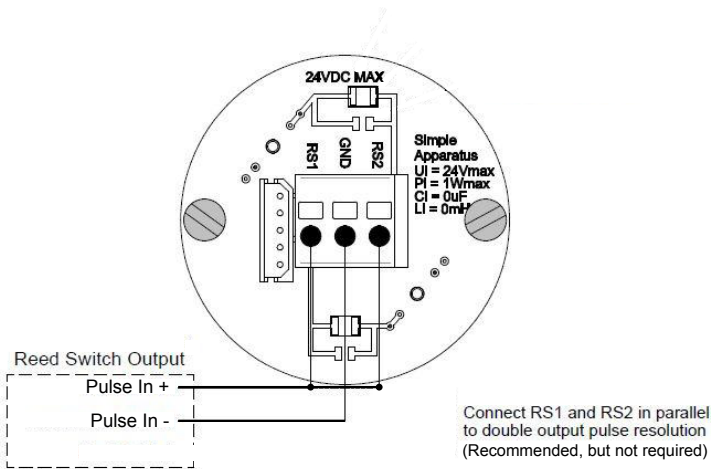 24VDC MAX
RS1
GND
RS2
Simple
Apparatus
UI = 24Vmax
PI = 1Wmax
CI = 0uF
LI = 0mH
Reed Switch Output
Pulse In +
Pulse In -
Connect RS1 and RS2 in parallel
to double output pulse resolution
(Recommended, but not required)